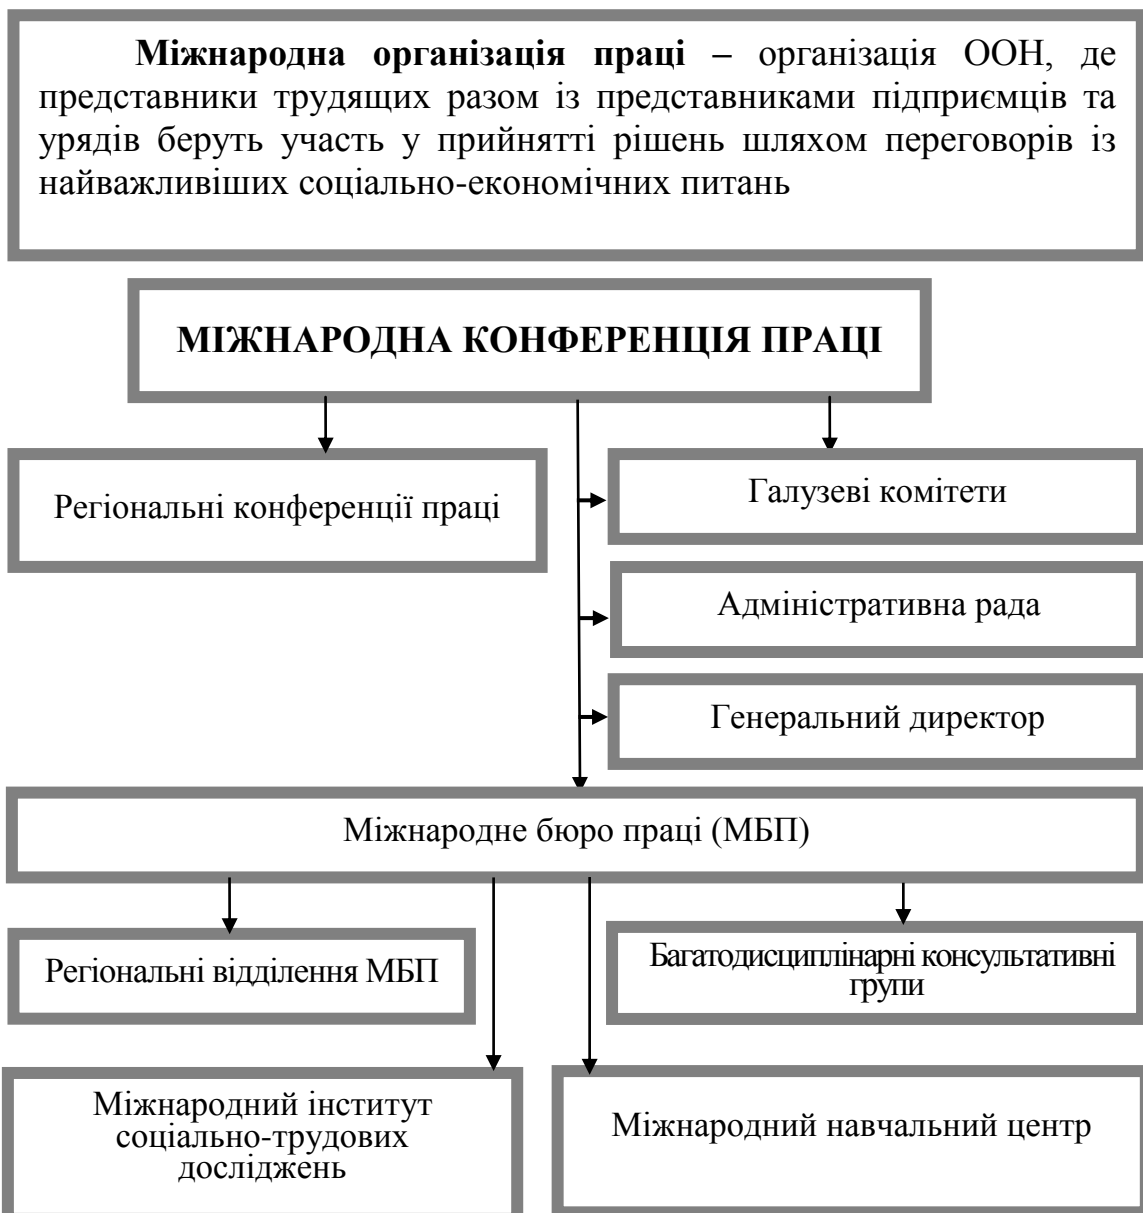 Міжнародна організація праці – організація ООН, де
представники трудящих разом із представниками підприємців та
урядів беруть участь у прийнятті рішень шляхом переговорів із
найважливіших соціально-економічних питань
МІЖНАРОДНА КОНФЕРЕНЦІЯ ПРАЦІ
Регіональні конференції праці
Галузеві комітети
Адміністративна рада
Генеральний директор
Міжнародне бюро праці (МБП)
Регіональні відділення МБП
Багатодисциплінарні консультативні
групи
Міжнародний інститут
соціально-трудових
досліджень
Міжнародний навчальний центр